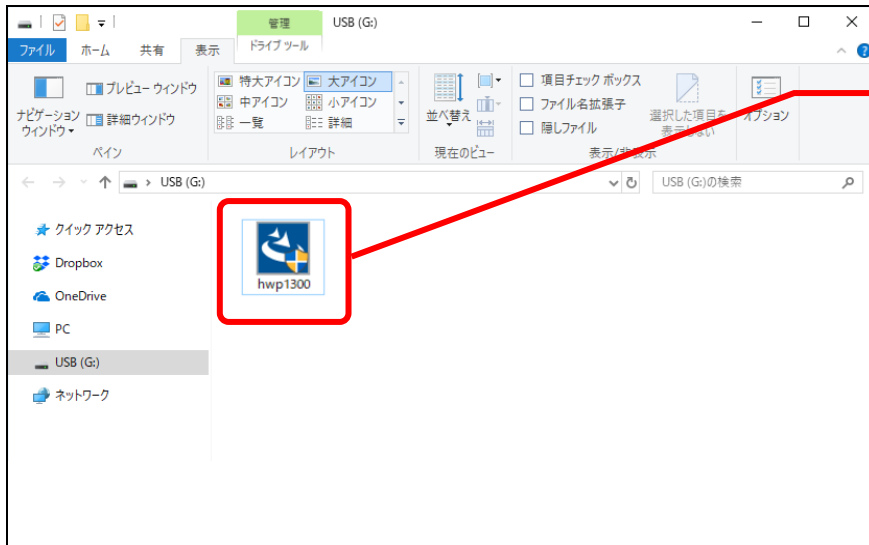 管理 USB (G:)
ファイル ホーム 共有 表示 ドライブ ツール
ナビゲーション
ウィンドウ
プレビュー ウィンドウ
詳細ウィンドウ
ペイン
特大アイコン 大アイコン
中アイコン 小アイコン
一覧 詳細
レイアウト
並べ替え
現在のビュー
項目チェック ボックス
ファイル名拡張子
隠しファイル
選択した項目を
表示しない
表示/非表示
オプション
USB (G:)
USB (G:)の検索
クイック アクセス
Dropbox
OneDrive
PC
USB (G:)
ネットワーク
hwp1300